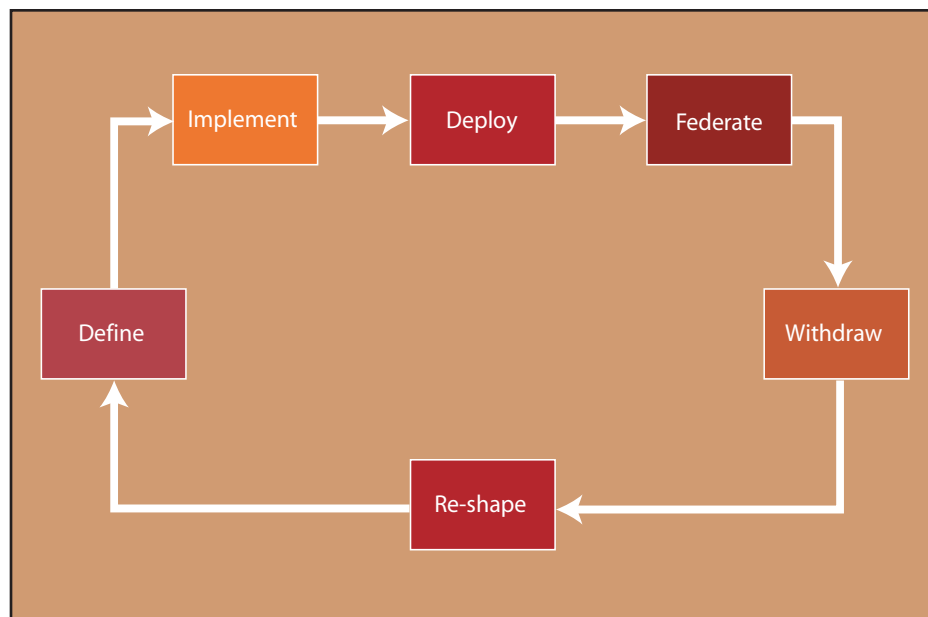 Implement
Deploy
Federate
Define
Withdraw
Re-shape